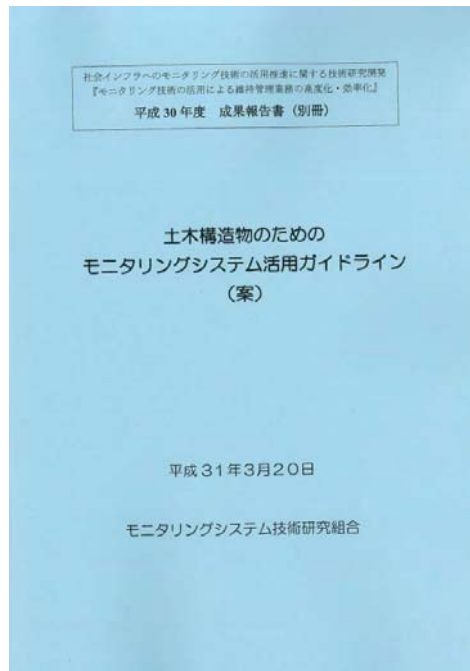 社会インフラへのモニタリング技術の活用推進に関する技術研究開発
『モニタリング技術の活用による維持管理業務の高度化・効率化』
平成30年度 成果報告書（別冊）
土木構造物のための
モニタリングシステム活用ガイドライン
（案）
平成31年3月20日
モニタリングシステム技術研究組合